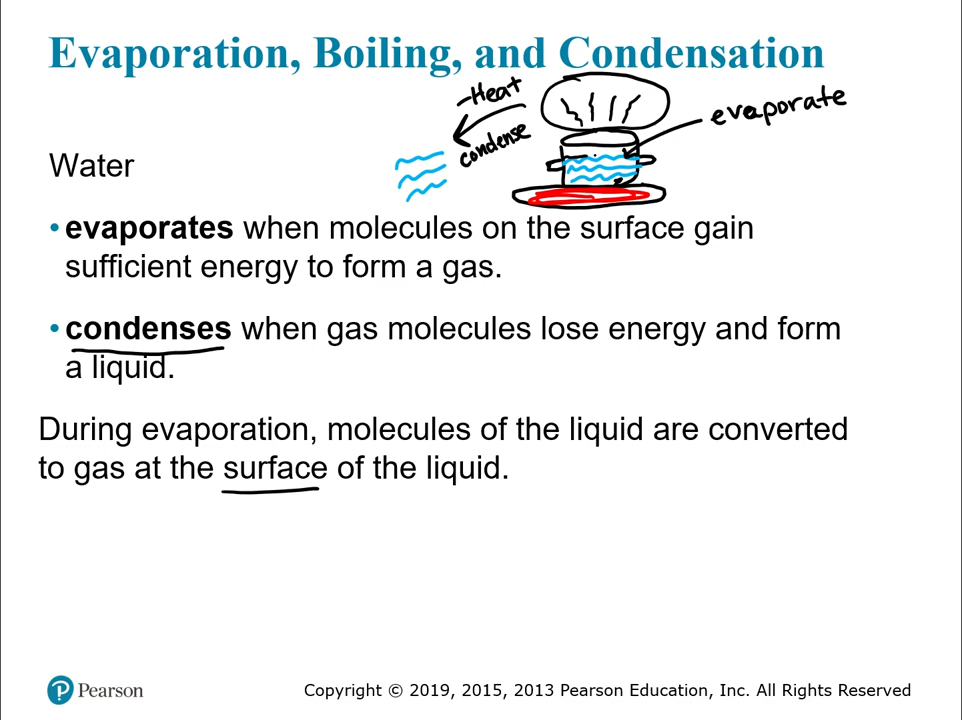 Evaporation, Boiling, and Condensation
-Heat
condense
evaporate
Water
• evaporates when molecules on the surface gain
sufficient energy to form a gas.
• condenses when gas molecules lose energy and form
a liquid.
During evaporation, molecules of the liquid are converted
to gas at the surface of the liquid.
P Pearson
Copyright © 2019, 2015, 2013 Pearson Education, Inc. All Rights Reserved